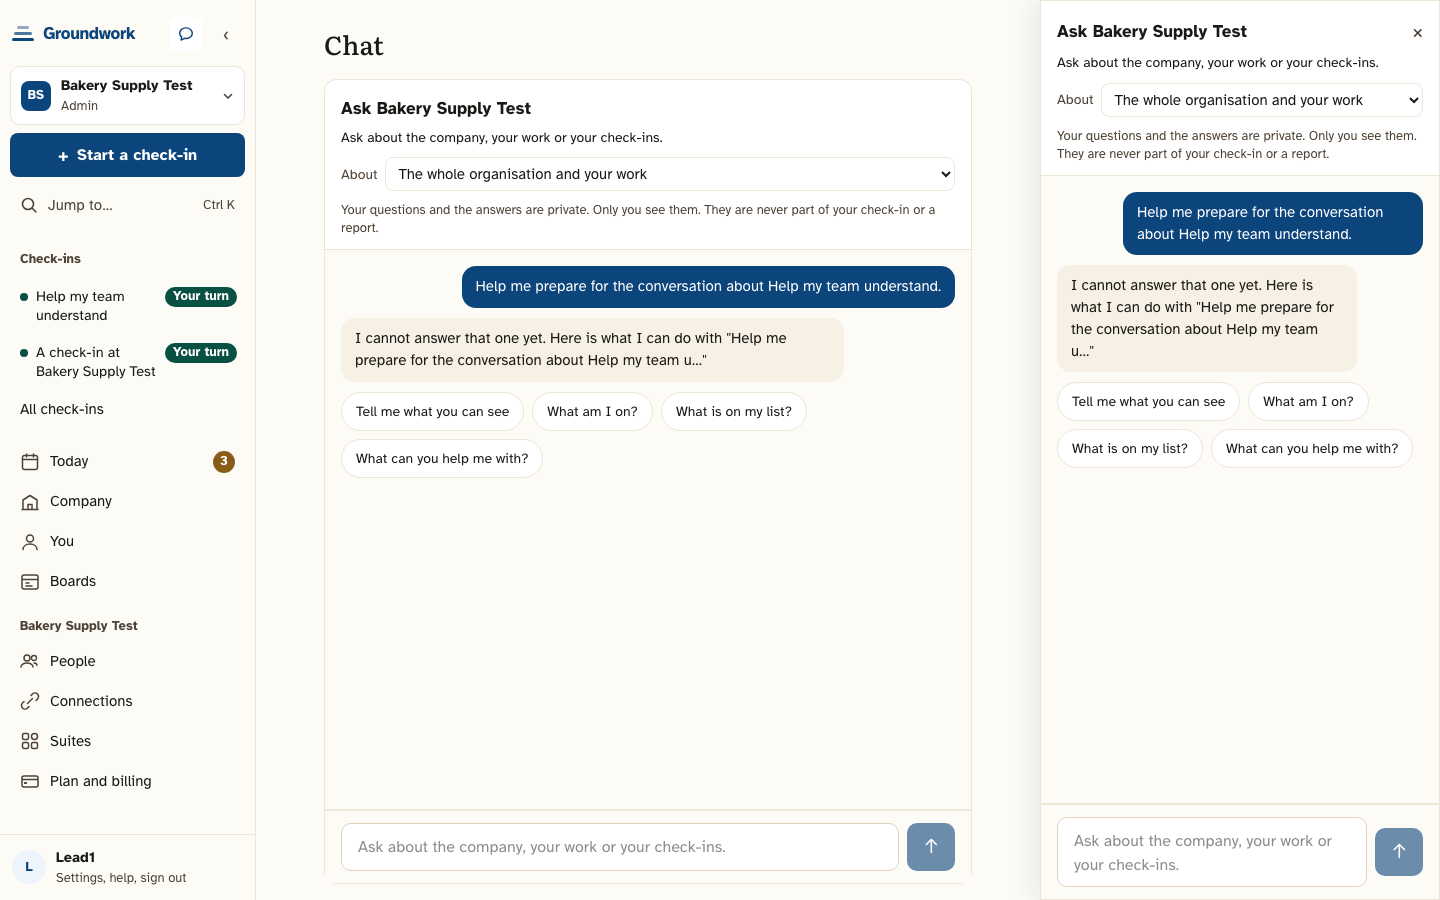 Groundwork
BS
Bakery Supply Test
Admin
+ Start a check-in
Jump to... Ctrl K
Check-ins
Help my team understand
Your turn
A check-in at Bakery Supply Test
Your turn
All check-ins
Today 3
Company
You
Boards
Bakery Supply Test
People
Connections
Suites
Plan and billing
L
Lead1
Settings, help, sign out
Chat
Ask Bakery Supply Test
Ask about the company, your work or your check-ins.
About The whole organisation and your work
Your questions and the answers are private. Only you see them. They are never part of your check-in or a
report.
Help me prepare for the conversation about Help my team understand.
I cannot answer that one yet. Here is what I can do with "Help me
prepare for the conversation about Help my team u..."
Tell me what you can see
What am I on?
What is on my list?
What can you help me with?
Ask about the company, your work or your check-ins.
Ask Bakery Supply Test
Ask about the company, your work or your check-ins.
About The whole organisation and your work
Your questions and the answers are private. Only you see them.
They are never part of your check-in or a report.
Help me prepare for the conversation
about Help my team understand.
I cannot answer that one yet. Here is
what I can do with "Help me prepare for
the conversation about Help my team
u..."
Tell me what you can see
What am I on?
What is on my list?
What can you help me with?
Ask about the company, your work or
your check-ins.